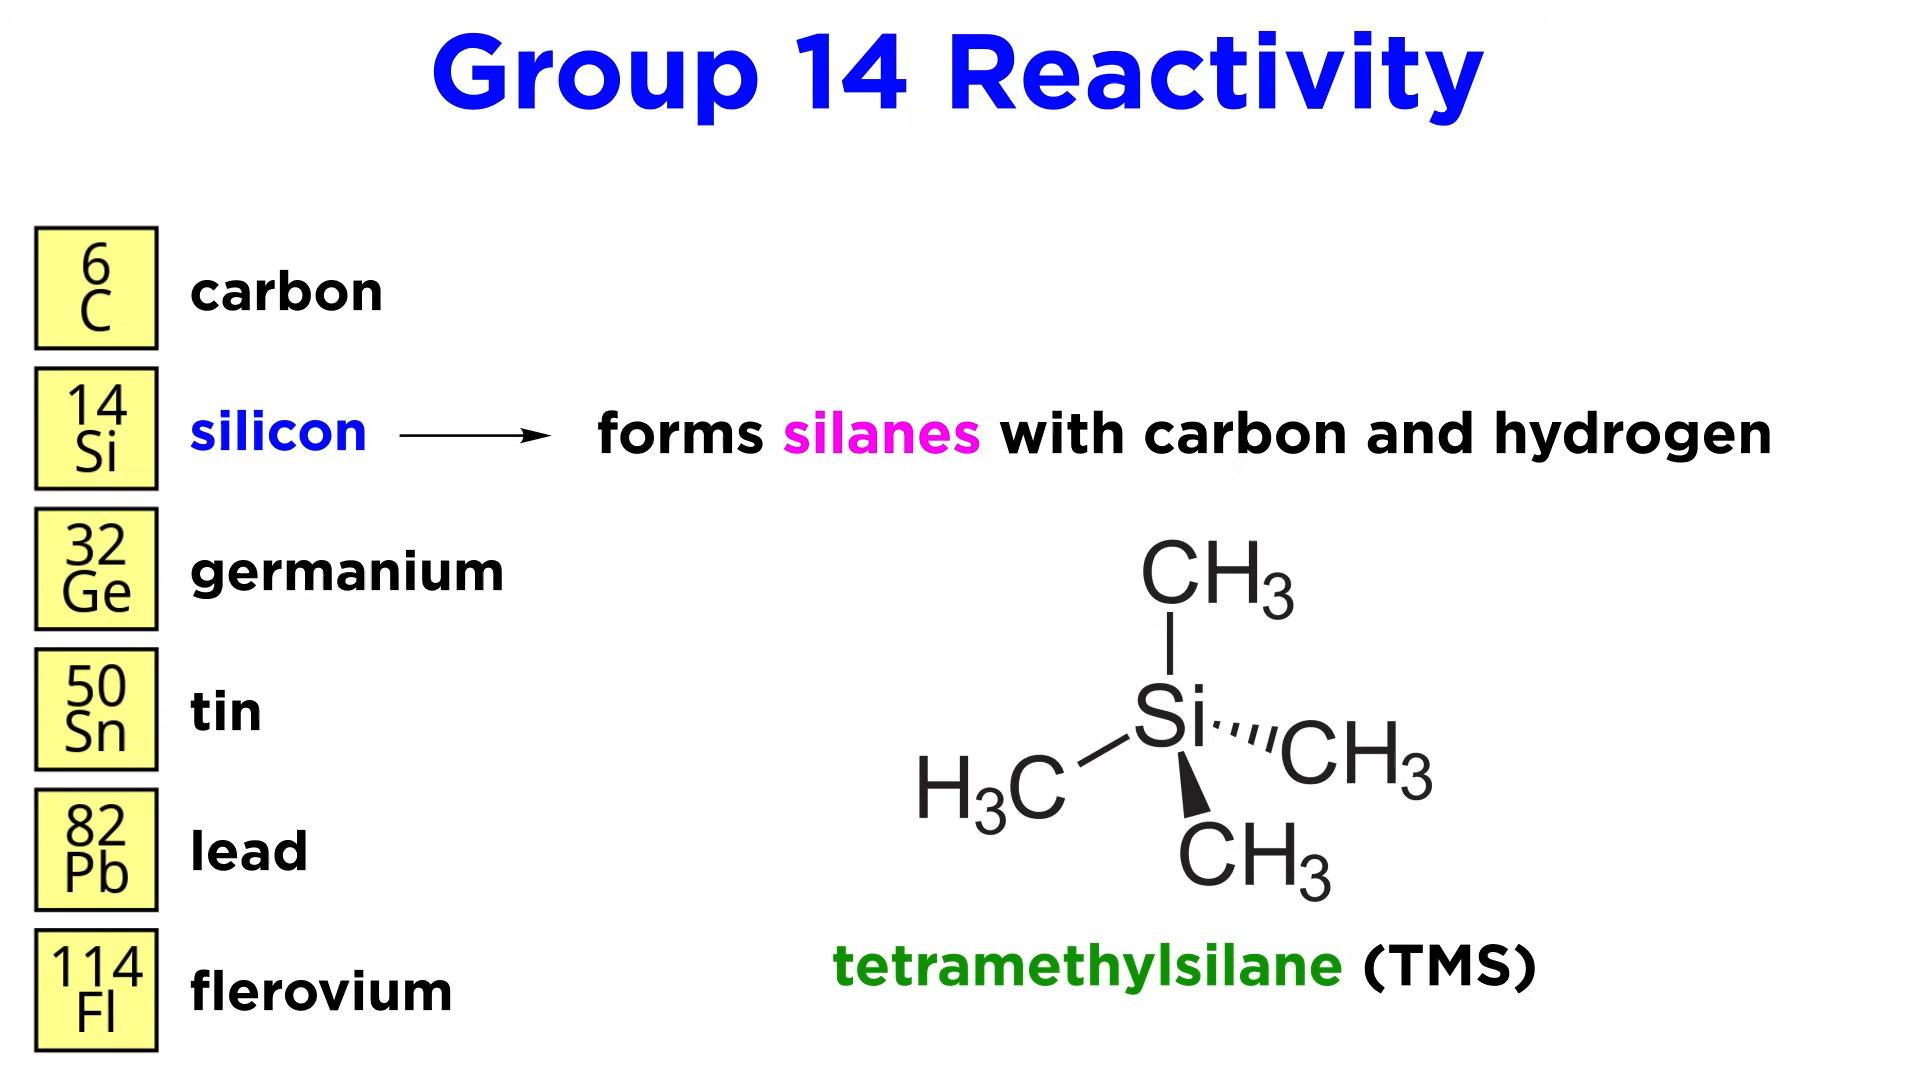 Group 14 Reactivity
6
C
carbon
14
Si
silicon
forms silanes with carbon and hydrogen
32
Ge
germanium
50
Sn
tin
82
Pb
lead
114
Fl
flerovium
CH3
Si
CH3
H3C
CH3
tetramethylsilane (TMS)